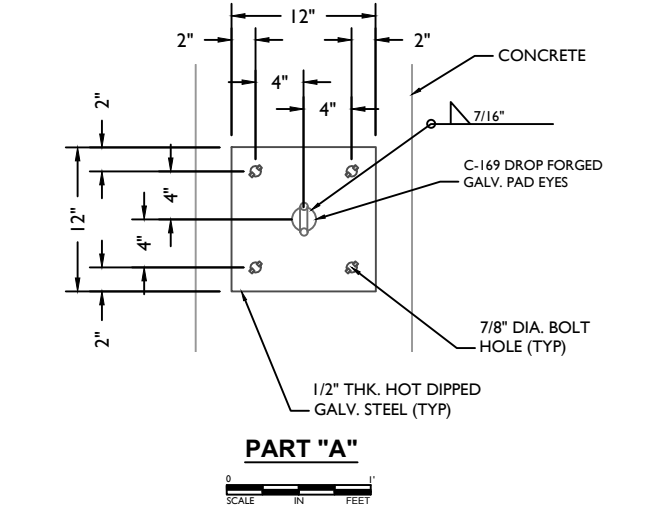 12"
2"
2"
4"
4"
CONCRETE
7/16"
C-169 DROP FORGED
GALV. PAD EYES
2"
12"
4"
4"
2"
7/8" DIA. BOLT
HOLE (TYP)
1/2" THK. HOT DIPPED
GALV. STEEL (TYP)
PART "A"
0 1'
SCALE IN FEET